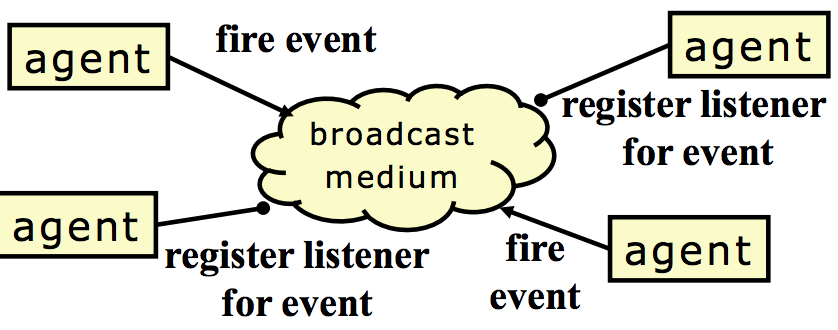 agent
fire event
agent
register listener
for event
broadcast
medium
agent
register listener
for event
fire
event
agent